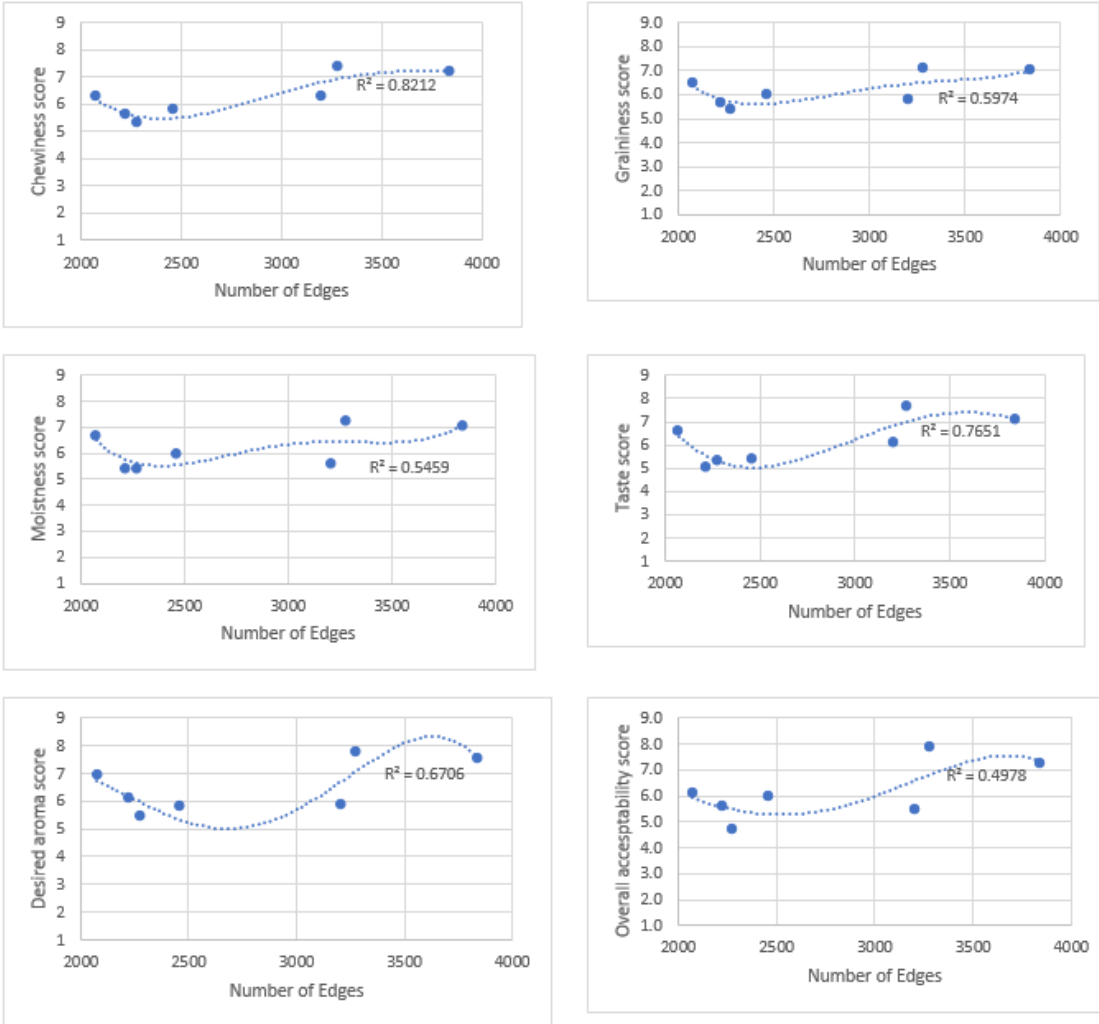 Chewiness score
9
8
7
6
5
4
3
2
1
R² = 0.8212
2000 2500 3000 3500 4000
Number of Edges
Graininess score
9.0
8.0
7.0
6.0
5.0
4.0
3.0
2.0
1.0
R² = 0.5974
2000 2500 3000 3500 4000
Number of Edges
Moistness score
9
8
7
6
5
4
3
2
1
R² = 0.5459
2000 2500 3000 3500 4000
Number of Edges
Taste score
9
8
7
6
5
4
3
2
1
R² = 0.7651
2000 2500 3000 3500 4000
Number of Edges
Desired aroma score
9
8
7
6
5
4
3
2
1
R² = 0.6706
2000 2500 3000 3500 4000
Number of Edges
Overall accesptability score
9.0
8.0
7.0
6.0
5.0
4.0
3.0
2.0
1.0
R² = 0.4978
2000 2500 3000 3500 4000
Number of Edges